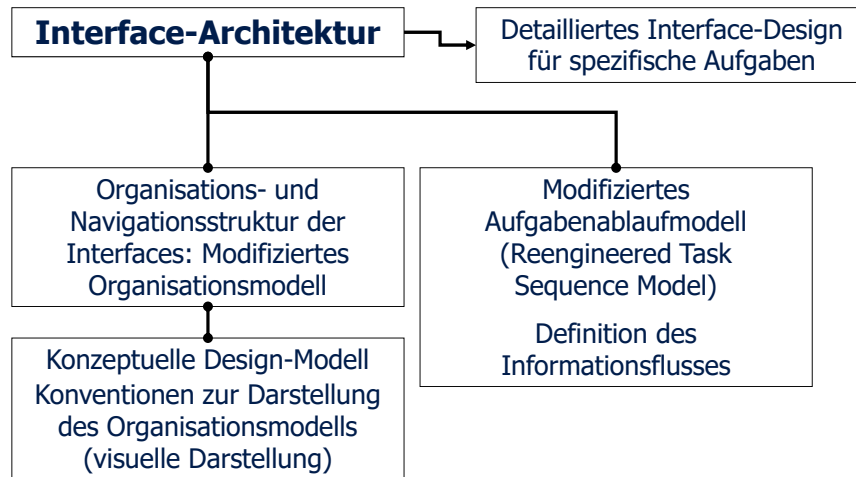 Interface-Architektur
Detailliertes Interface-Design
für spezifische Aufgaben
Organisations- und
Navigationsstruktur der
Interfaces: Modifiziertes
Organisationsmodell
Modifiziertes
Aufgabenablaufmodell
(Reengineered Task
Sequence Model)
Definition des
Informationsflusses
Konzeptuelle Design-Modell
Konventionen zur Darstellung
des Organisationsmodells
(visuelle Darstellung)